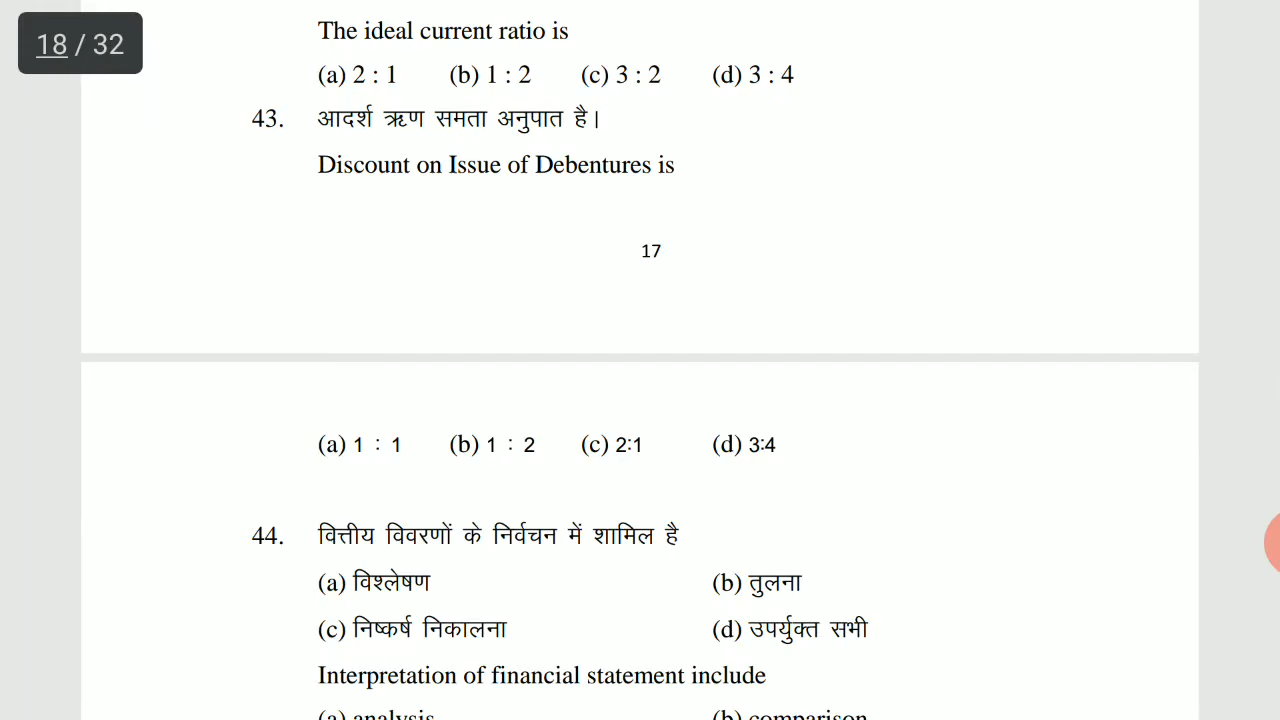 18 / 32
The ideal current ratio is
(a) 2 : 1 (b) 1 : 2 (c) 3 : 2 (d) 3 : 4
43. आदर्श ऋण समता अनुपात है।
Discount on Issue of Debentures is
17
(a) 1 : 1 (b) 1 : 2 (c) 2:1 (d) 3:4
44. वित्तीय विवरणों के निर्वचन में शामिल है
(a) विश्लेषण (b) तुलना
(c) निष्कर्ष निकालना (d) उपर्युक्त सभी
Interpretation of financial statement include
(a) analysis (b) comparison